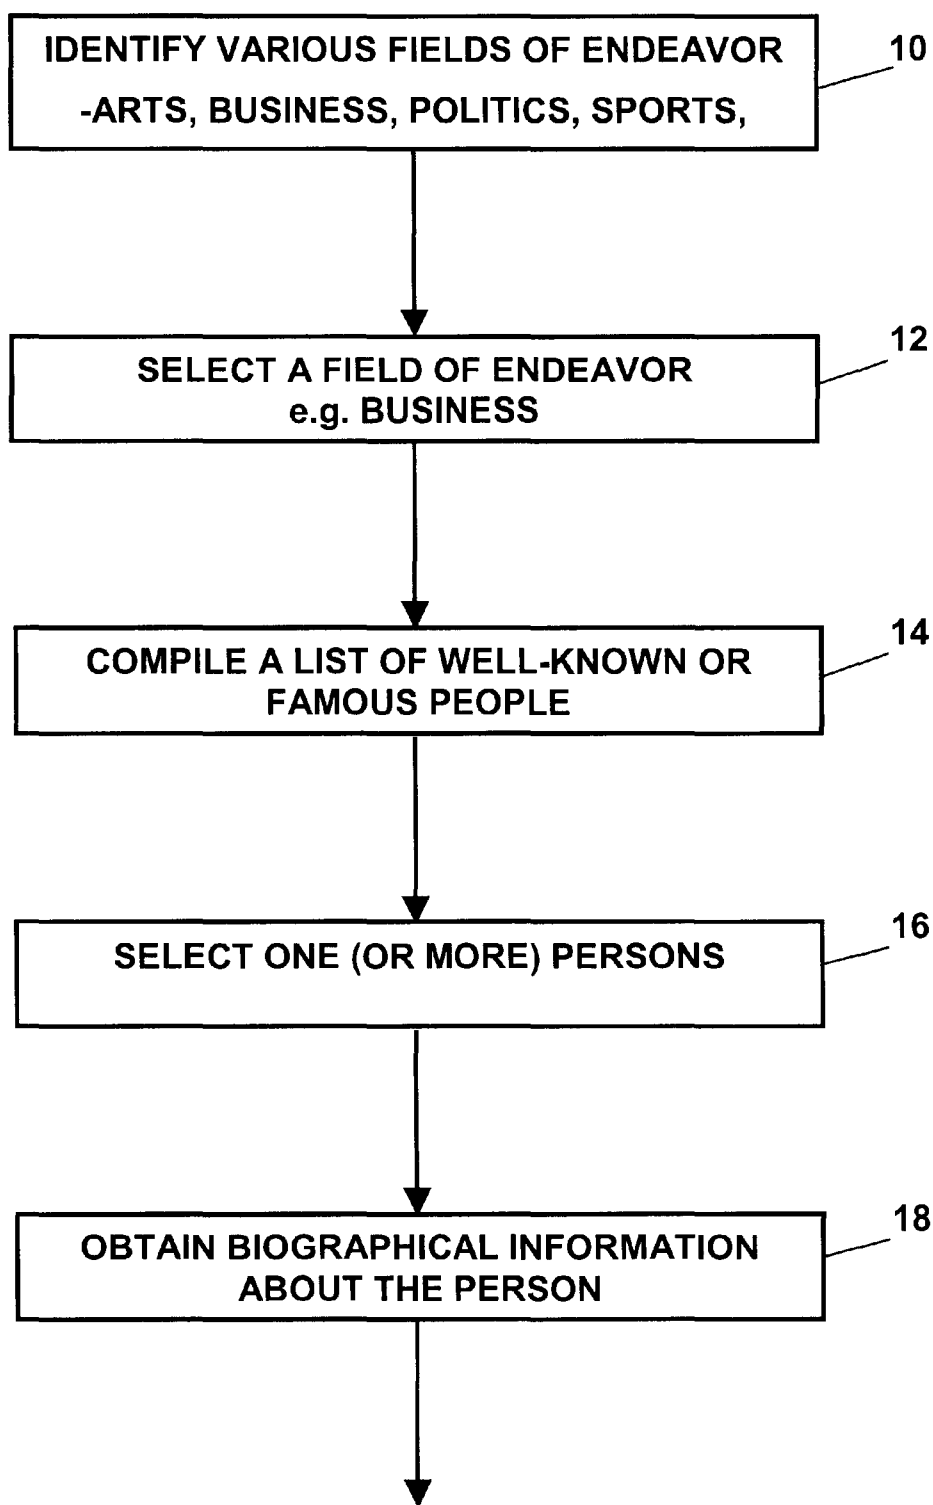 IDENTIFY VARIOUS FIELDS OF ENDEAVOR
-ARTS, BUSINESS, POLITICS, SPORTS,
10
SELECT A FIELD OF ENDEAVOR
e.g. BUSINESS
12
COMPILE A LIST OF WELL-KNOWN OR
FAMOUS PEOPLE
14
SELECT ONE (OR MORE) PERSONS
16
OBTAIN BIOGRAPHICAL INFORMATION
ABOUT THE PERSON
18